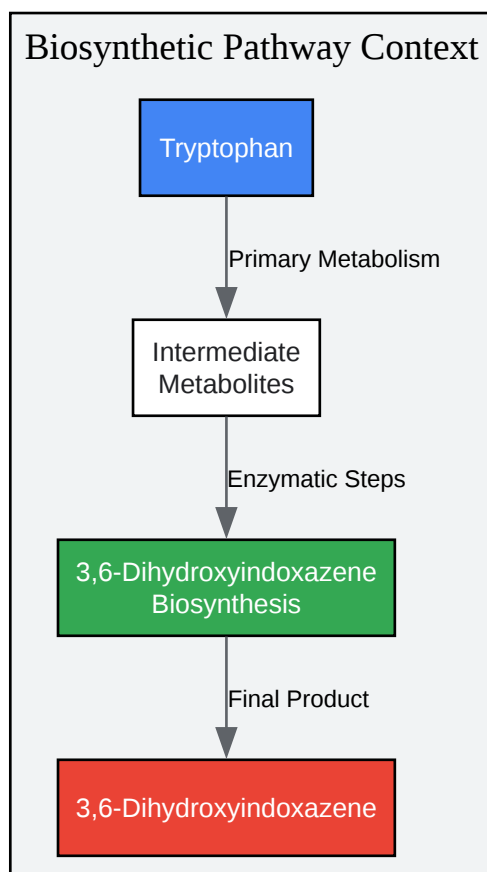 Biosynthetic Pathway Context
Tryptophan
Primary Metabolism
Intermediate
Metabolites
Enzymatic Steps
3,6-Dihydroxyindoxazene
Biosynthesis
Final Product
3,6-Dihydroxyindoxazene